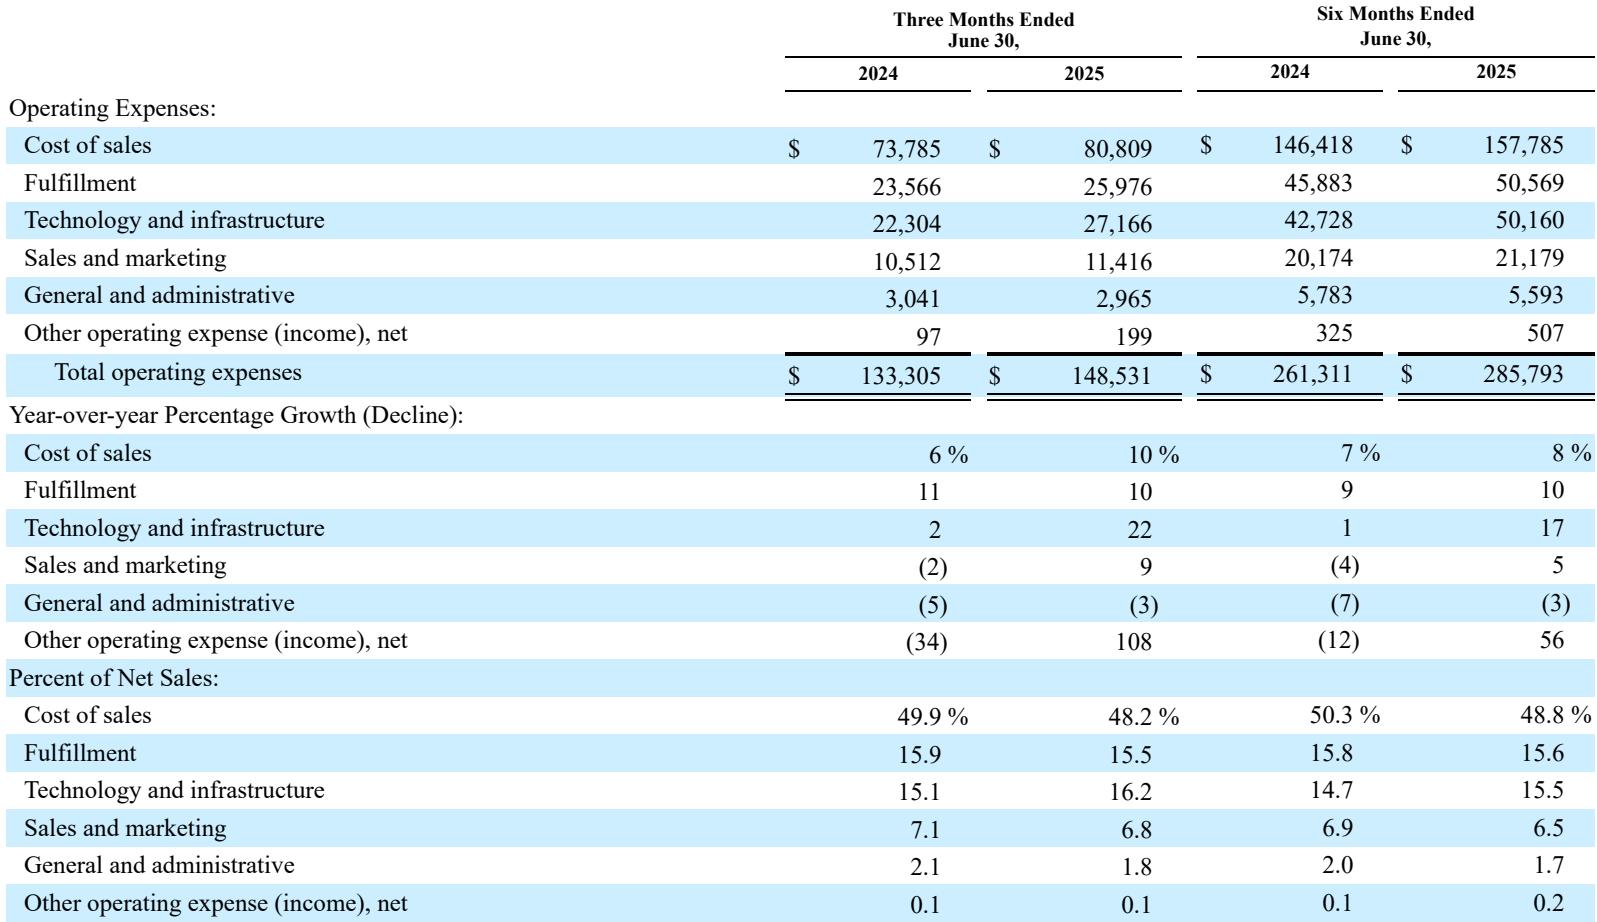 Three Months Ended Six Months Ended
June 30, June 30,
2024 2025 2024 2025
Operating Expenses:
Cost of sales $ 73,785 $ 80,809 $ 146,418 $ 157,785
Fulfillment 23,566 25,976 45,883 50,569
Technology and infrastructure 22,304 27,166 42,728 50,160
Sales and marketing 10,512 11,416 20,174 21,179
General and administrative 3,041 2,965 5,783 5,593
Other operating expense (income), net 97 199 325 507
Total operating expenses $ 133,305 $ 148,531 $ 261,311 $ 285,793
Year-over-year Percentage Growth (Decline):
Cost of sales 6 % 10 % 7 % 8 %
Fulfillment 11 10 9 10
Technology and infrastructure 2 22 1 17
Sales and marketing (2) 9 (4) 5
General and administrative (5) (3) (7) (3)
Other operating expense (income), net (34) 108 (12) 56
Percent of Net Sales:
Cost of sales 49.9 % 48.2 % 50.3 % 48.8 %
Fulfillment 15.9 15.5 15.8 15.6
Technology and infrastructure 15.1 16.2 14.7 15.5
Sales and marketing 7.1 6.8 6.9 6.5
General and administrative 2.1 1.8 2.0 1.7
Other operating expense (income), net 0.1 0.1 0.1 0.2